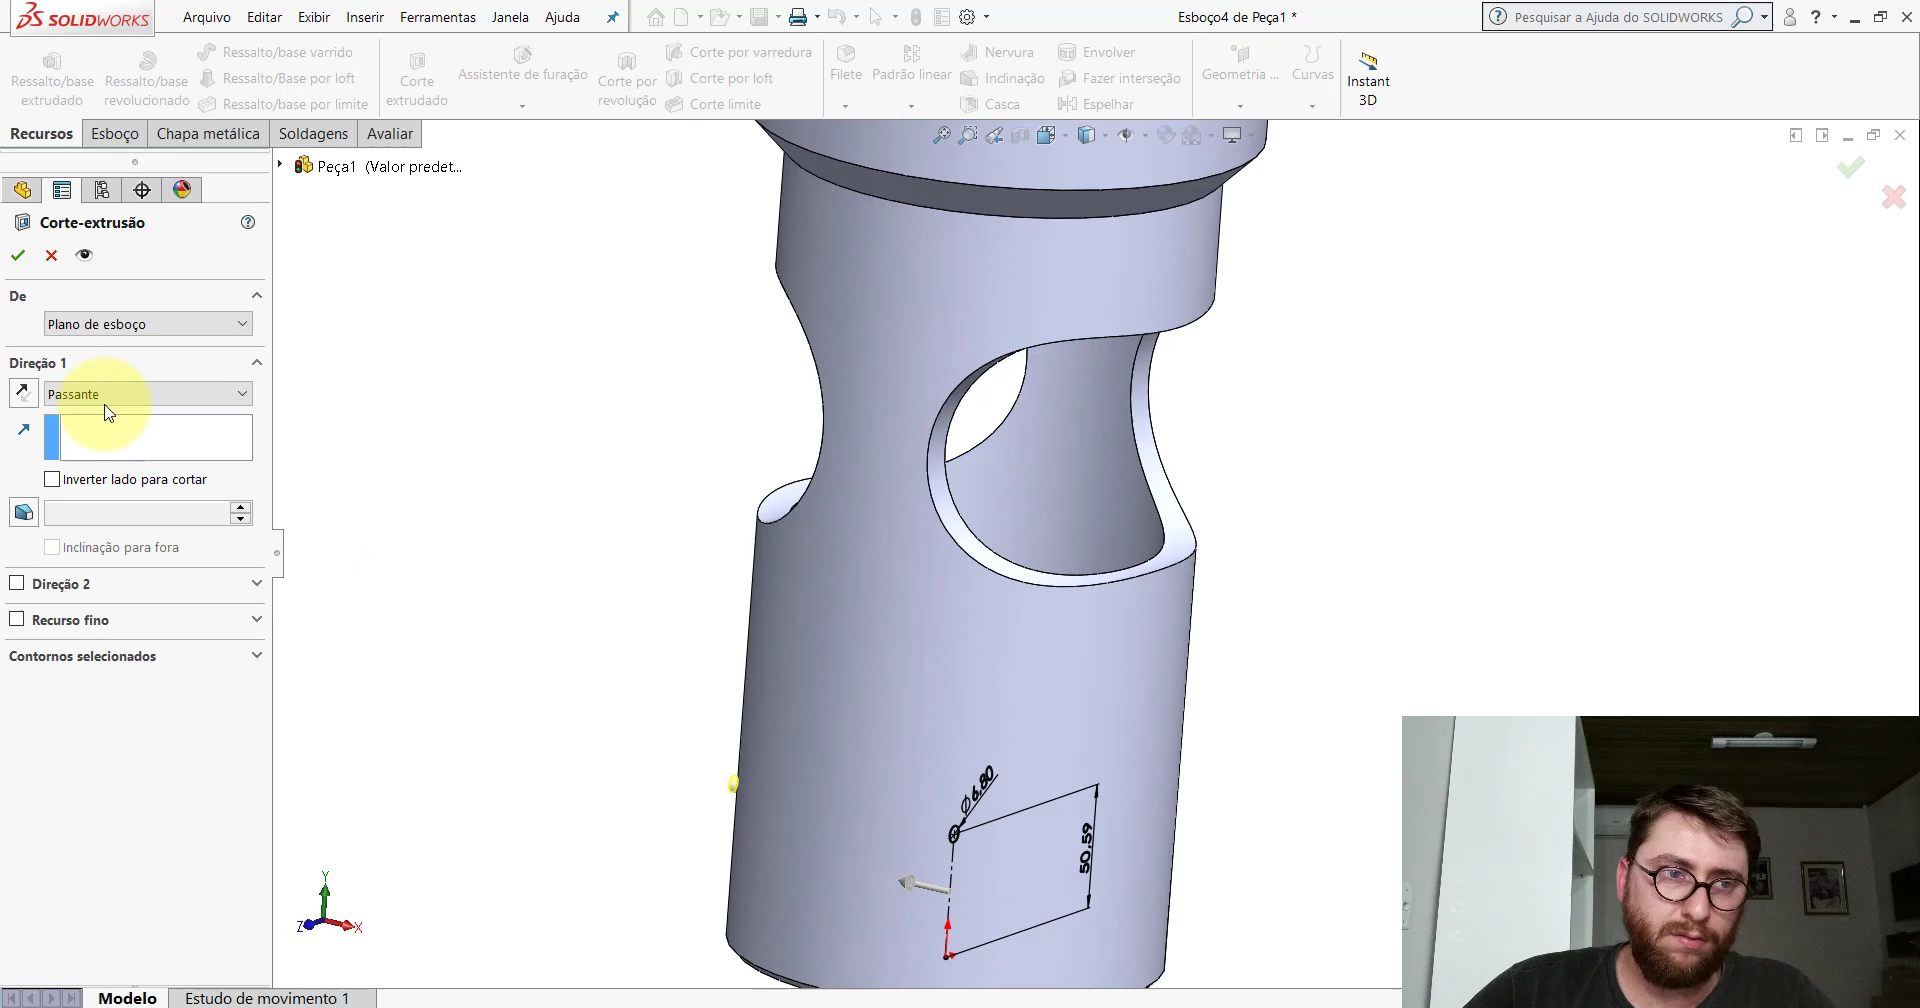 SOLIDWORKS
Arquivo Editar Exibir Inserir Ferramentas Janela Ajuda
Esboço4 de Peça1 *
Pesquisar a Ajuda do SOLIDWORKS
Ressalto/base extrudado
Ressalto/base revolucionado
Ressalto/base varrido
Ressalto/Base por loft
Ressalto/base por limite
Corte extrudado
Assistente de furação
Corte por revolução
Corte por varredura
Corte por loft
Corte limite
Filete
Padrão linear
Nervura
Inclinação
Casca
Envolver
Fazer interseção
Espelhar
Geometria ...
Curvas
Instant 3D
Recursos Esboço Chapa metálica Soldagens Avaliar
Peça1 (Valor predet...
Corte-extrusão
De
Plano de esboço
Direção 1
Passante
Inverter lado para cortar
Inclinação para fora
Direção 2
Recurso fino
Contornos selecionados
Ø6,80
50,59
Y
Z
X
Modelo Estudo de movimento 1